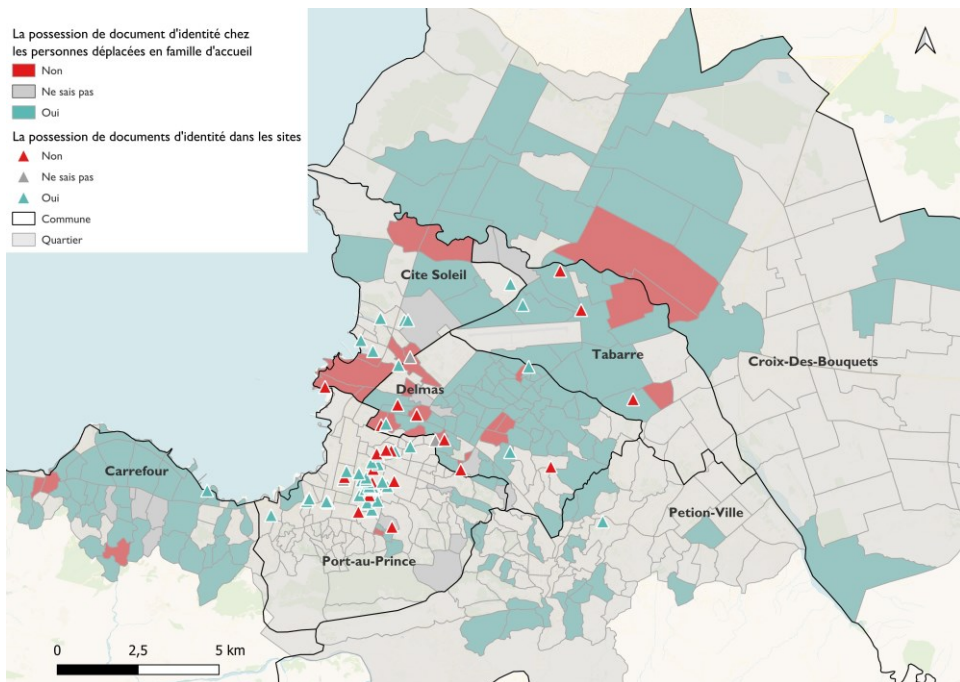 La possession de document d'identité chez
les personnes déplacées en famille d'accueil
Non
Ne sais pas
Oui
La possession de documents d'identité dans les sites
Non
Ne sais pas
Oui
Commune
Quartier
Cite Soleil
Tabarre
Croix-Des-Bouquets
Delmas
Carrefour
Petion-Ville
Port-au-Prince
0 2,5 5 km